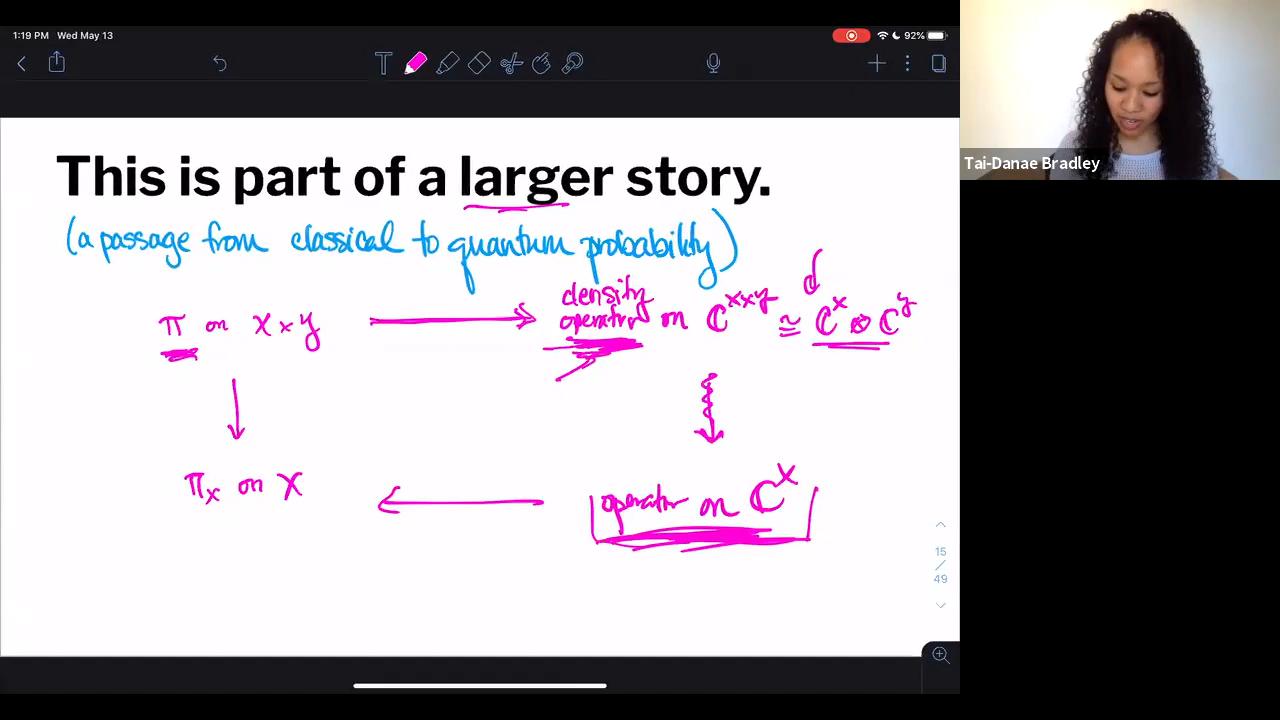 1:19 PM Wed May 13
92%
T
Tai-Danae Bradley
This is part of a larger story.
(a passage from classical to quantum probability)
π on X × Y
density
operator on ℂ^{X×Y} ≅ ℂ^X ⊗ ℂ^Y
π_X on X
operator on ℂ^X
15
/
49